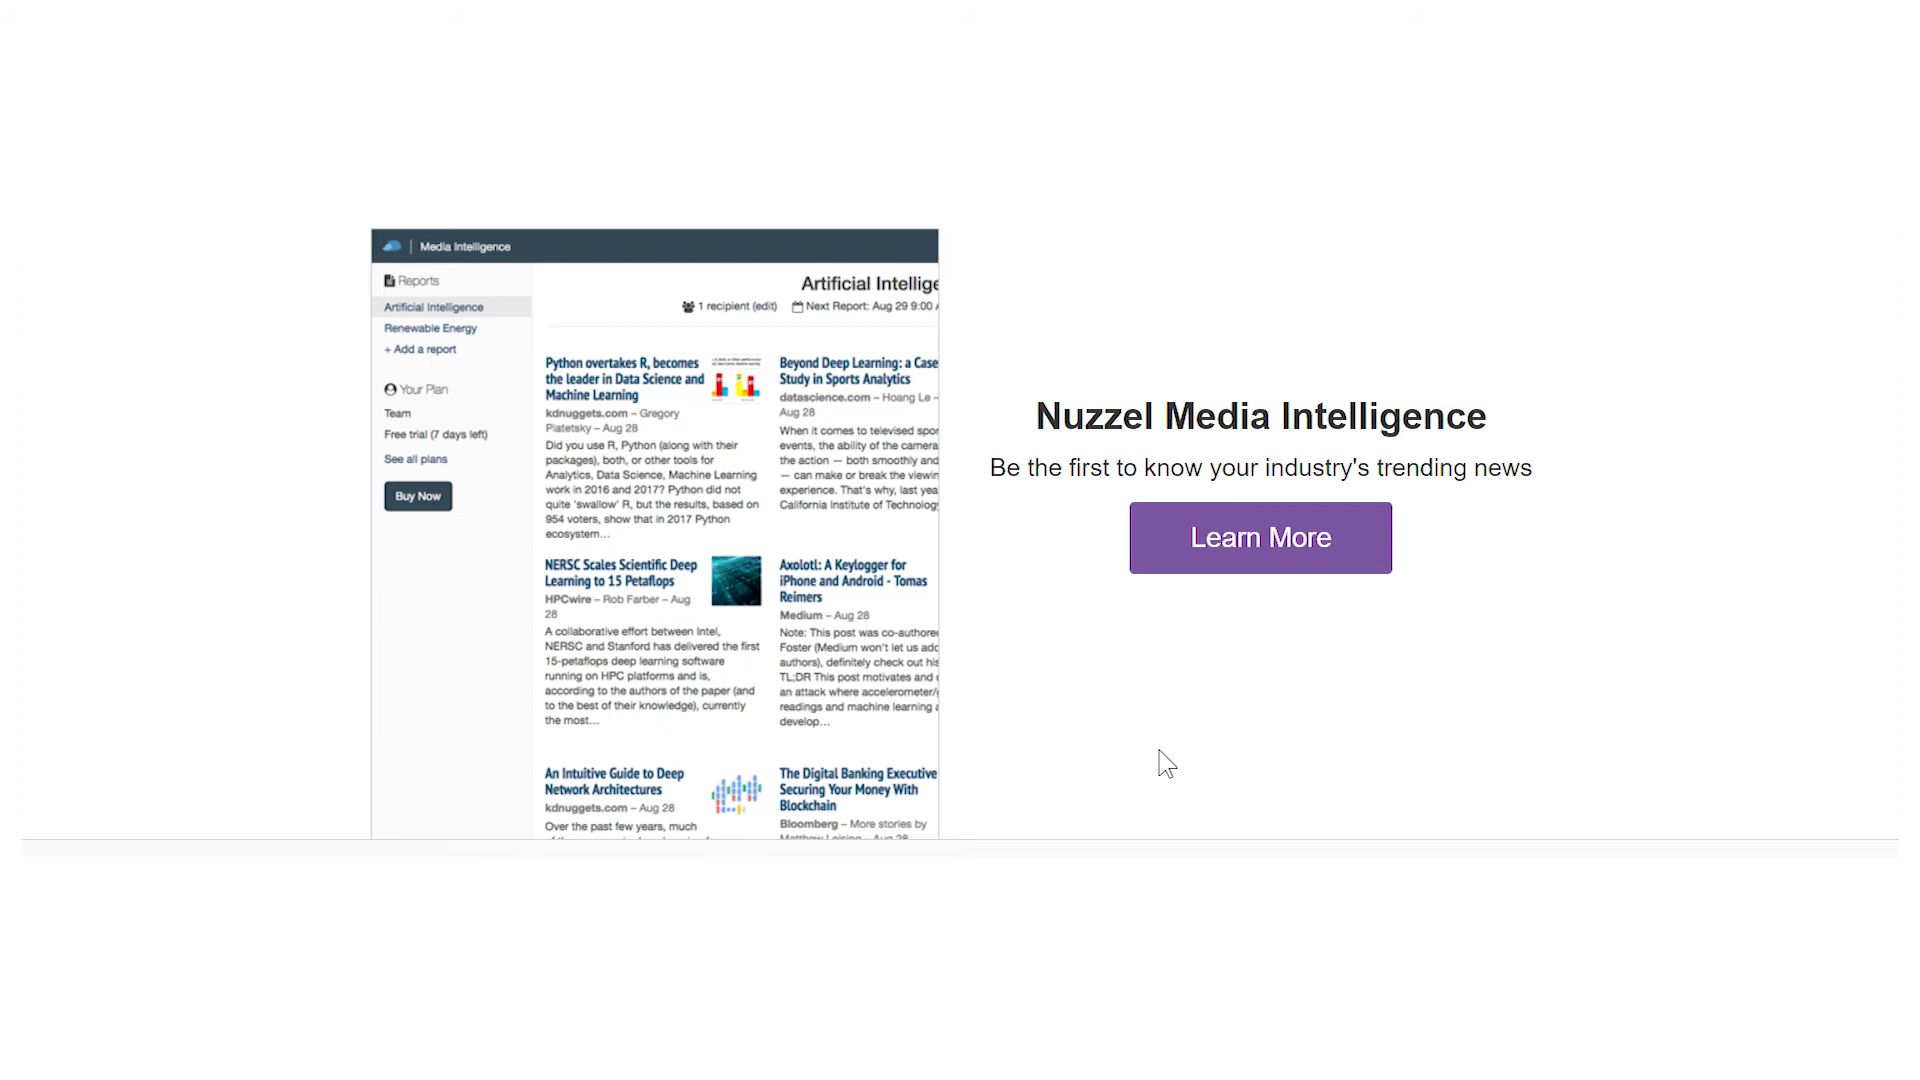 Media Intelligence
Reports
Artificial Intelligence
Renewable Energy
+ Add a report
Your Plan
Team
Free trial (7 days left)
See all plans
Buy Now
Artificial Intellige
1 recipient (edit) Next Report: Aug 29 9:00
Python overtakes R, becomes
the leader in Data Science and
Machine Learning
kdnuggets.com – Gregory
Piatetsky – Aug 28
Did you use R, Python (along with their
packages), both, or other tools for
Analytics, Data Science, Machine Learning
work in 2016 and 2017? Python did not
quite 'swallow' R, but the results, based on
954 voters, show that in 2017 Python
ecosystem…
Beyond Deep Learning: a Case
Study in Sports Analytics
datascience.com – Hoang Le –
Aug 28
When it comes to televised spor
events, the ability of the camera
the action — both smoothly and
— can make or break the viewin
experience. That's why, last yea
California Institute of Technology
NERSC Scales Scientific Deep
Learning to 15 Petaflops
HPCwire – Rob Farber – Aug
28
A collaborative effort between Intel,
NERSC and Stanford has delivered the first
15-petaflops deep learning software
running on HPC platforms and is,
according to the authors of the paper (and
to the best of their knowledge), currently
the most…
Axolotl: A Keylogger for
iPhone and Android - Tomas
Reimers
Medium – Aug 28
Note: This post was co-authored
Foster (Medium won't let us add
authors), definitely check out his
TL;DR This post motivates and
an attack where accelerometer/
readings and machine learning
develop…
An Intuitive Guide to Deep
Network Architectures
kdnuggets.com – Aug 28
Over the past few years, much
The Digital Banking Executive
Securing Your Money With
Blockchain
Bloomberg – More stories by
Nuzzel Media Intelligence
Be the first to know your industry's trending news
Learn More